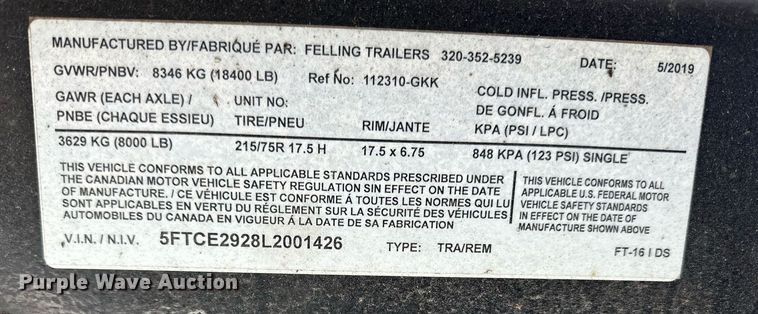 MANUFACTURED BY/FABRIQUÉ PAR: FELLING TRAILERS 320-352-5239 DATE: 5/2019
GVWR/PNBV: 8346 KG (18400 LB) Ref No: 112310-GKK
GAWR (EACH AXLE) / UNIT NO: COLD INFL. PRESS. /PRESS.
PNBE (CHAQUE ESSIEU) TIRE/PNEU RIM/JANTE DE GONFL. Á FROID
KPA (PSI / LPC)
3629 KG (8000 LB) 215/75R 17.5 H 17.5 x 6.75 848 KPA (123 PSI) SINGLE
THIS VEHICLE CONFORMS TO ALL APPLICABLE STANDARDS PRESCRIBED UNDER
THE CANADIAN MOTOR VEHICLE SAFETY REGULATION SIN EFFECT ON THE DATE
OF MANUFACTURE. / CE VÉHICULE EST CONFORME À TOUTES LES NORMES QUI LUI
SONT APPLICABLES EN VERTU DU RÉGLEMENT SUR LA SÉCURITÉ DES VÉHICULES
AUTOMOBILES DU CANADA EN VIGUEUR À LA DATE DE SA FABRICATION
THIS VEHICLE CONFORMS TO ALL
APPLICABLE U.S. FEDERAL MOTOR
VEHICLE SAFETY STANDARDS
IN EFFECT ON THE DATE OF
MANUFACTURE SHOWN ABOVE
V.I.N. / N.I.V. 5FTCE2928L2001426 TYPE: TRA/REM FT-16 I DS
Purple Wave Auction